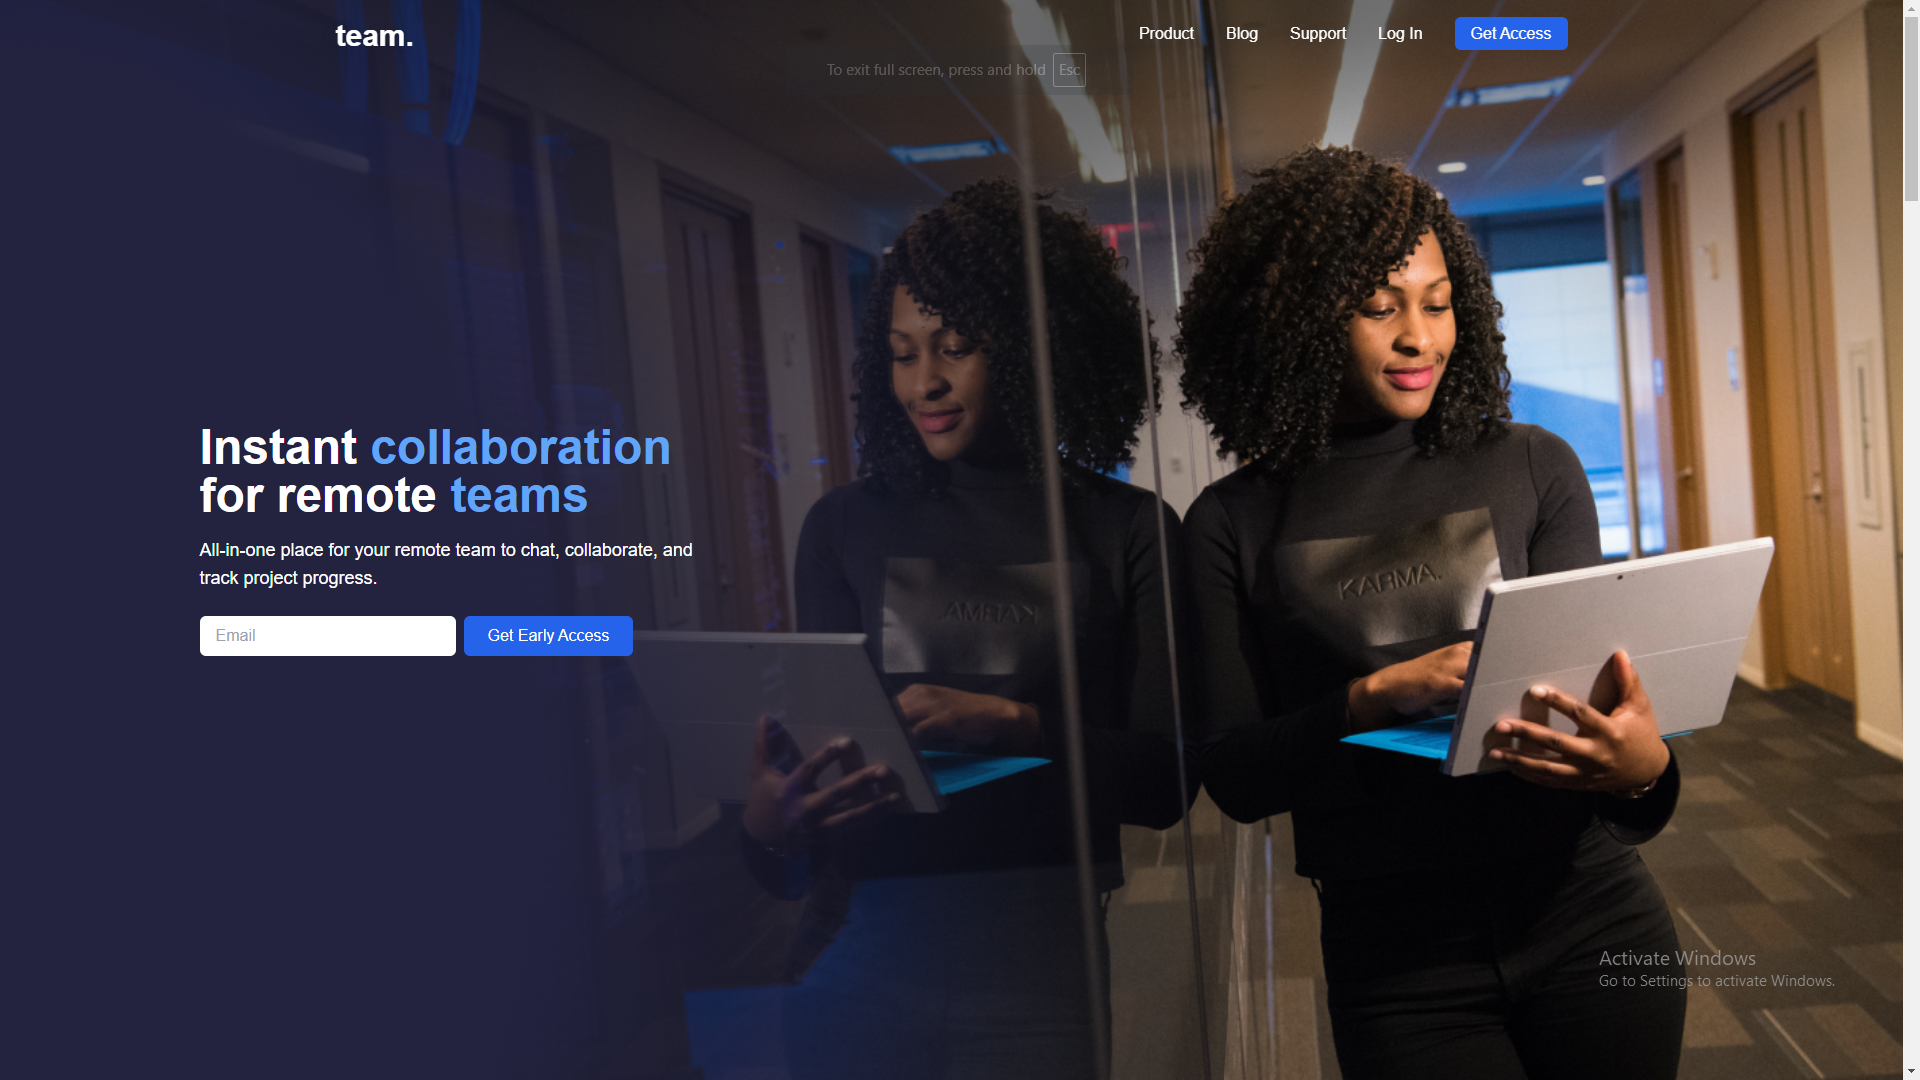 team.
Product
Blog
Support
Log In
Get Access
To exit full screen, press and hold Esc
Instant collaboration
for remote teams
All-in-one place for your remote team to chat, collaborate, and
track project progress.
Email
Get Early Access
KARMA.
KARMA.
Activate Windows
Go to Settings to activate Windows.